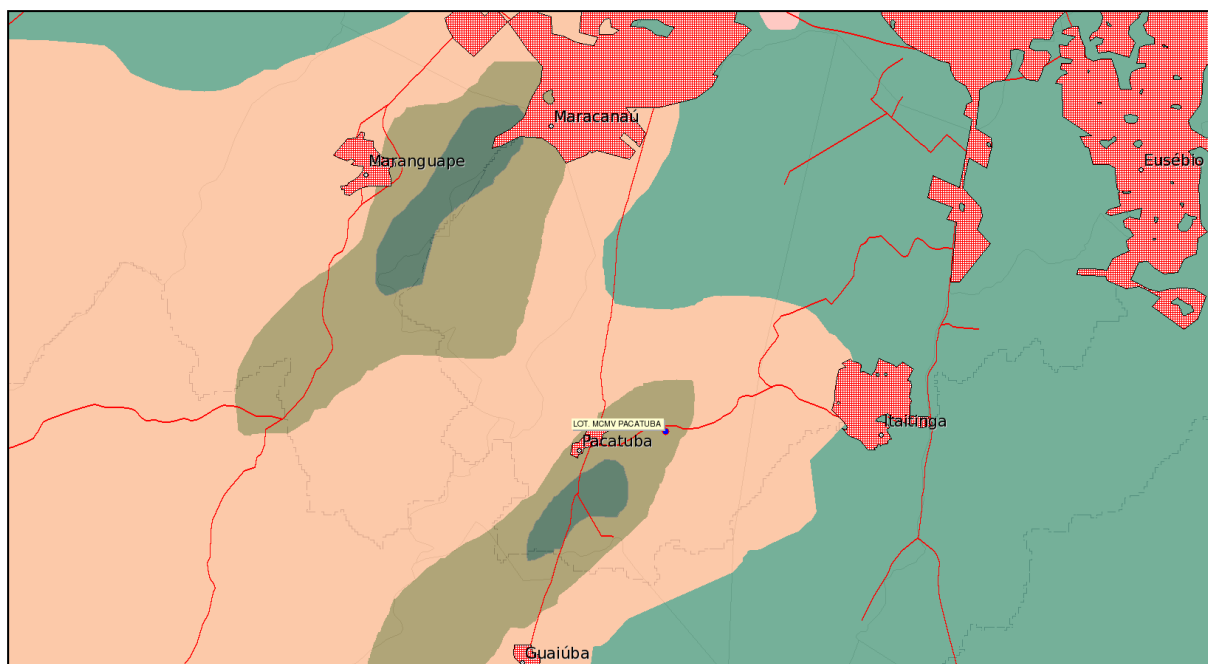 Maracanaú
Maranguape
Eusébio
LOT. MCMV PACATUBA
Itaitinga
Pacatuba
Guaiúba